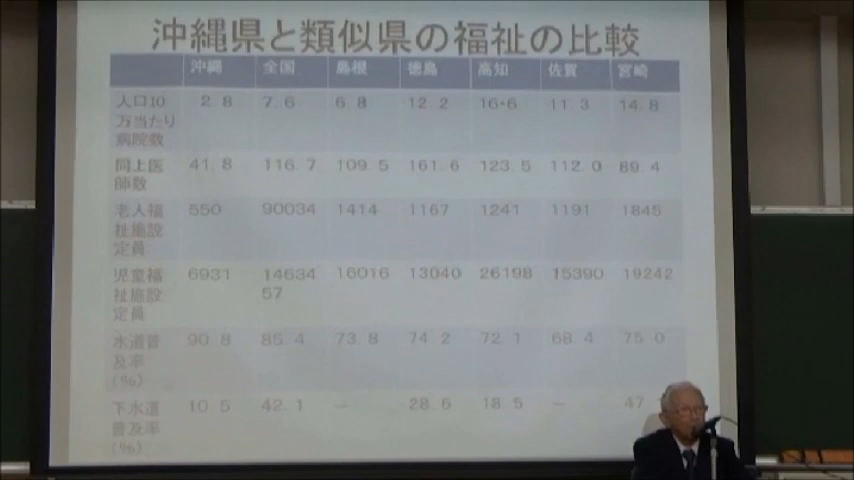 沖縄県と類似県の福祉の比較
沖縄 全国 島根 徳島 高知 佐賀 宮崎
人口10万当たり病院数 2.8 7.6 6.8 12.2 16.6 11.3 14.8
同上医師数 41.8 116.7 109.5 161.6 123.5 112.0 89.4
老人福祉施設定員 550 90034 1414 1167 1241 1191 1845
児童福祉施設定員 6931 1463457 16016 13040 26198 15390 19242
水道普及率(%) 90.8 85.4 73.8 74.2 72.1 68.4 75.0
下水道普及率(%) 10.5 42.1 － 28.6 18.5 － 47